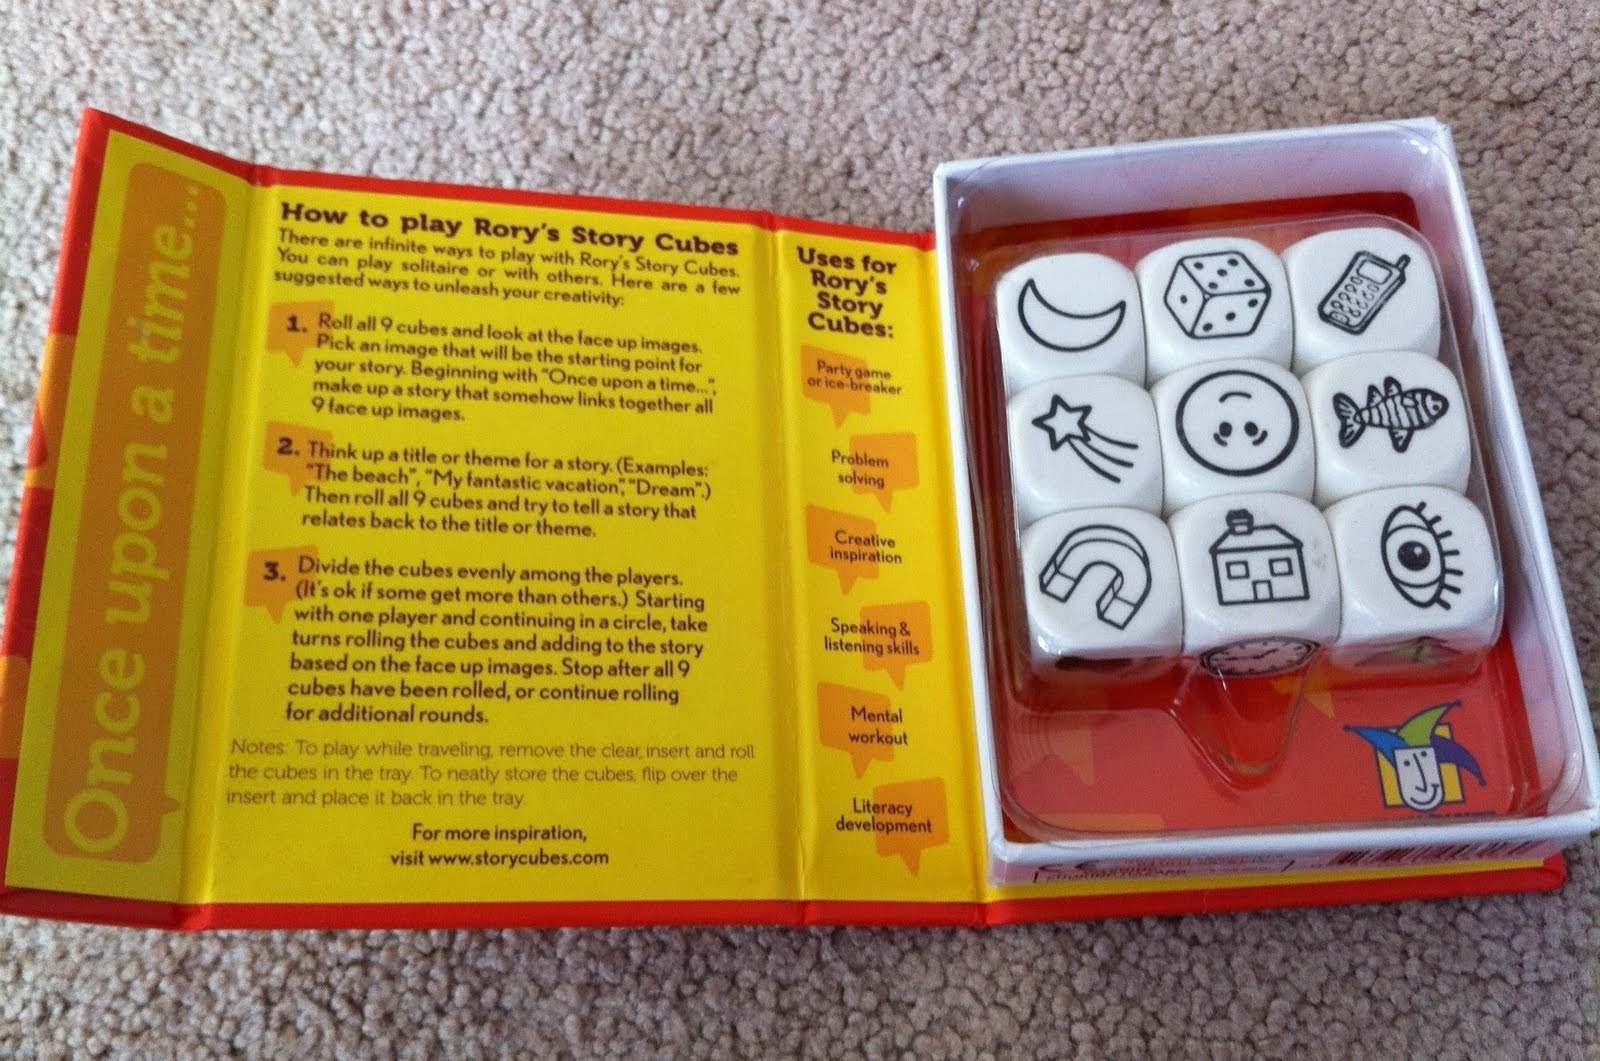 Once upon a time...
How to play Rory's Story Cubes
There are infinite ways to play with Rory's Story Cubes.
You can play solitaire or with others. Here are a few
suggested ways to unleash your creativity:
1. Roll all 9 cubes and look at the face up images.
Pick an image that will be the starting point for
your story. Beginning with "Once upon a time...",
make up a story that somehow links together all
9 face up images.
2. Think up a title or theme for a story. (Examples:
"The beach", "My fantastic vacation", "Dream".)
Then roll all 9 cubes and try to tell a story that
relates back to the title or theme.
3. Divide the cubes evenly among the players.
(It's ok if some get more than others.) Starting
with one player and continuing in a circle, take
turns rolling the cubes and adding to the story
based on the face up images. Stop after all 9
cubes have been rolled, or continue rolling
for additional rounds.
Notes: To play while traveling, remove the clear insert and roll
the cubes in the tray. To neatly store the cubes, flip over the
insert and place it back in the tray.
For more inspiration,
visit www.storycubes.com
Uses for
Rory's
Story
Cubes:
Party game
or ice-breaker
Problem
solving
Creative
inspiration
Speaking &
listening skills
Mental
workout
Literacy
development